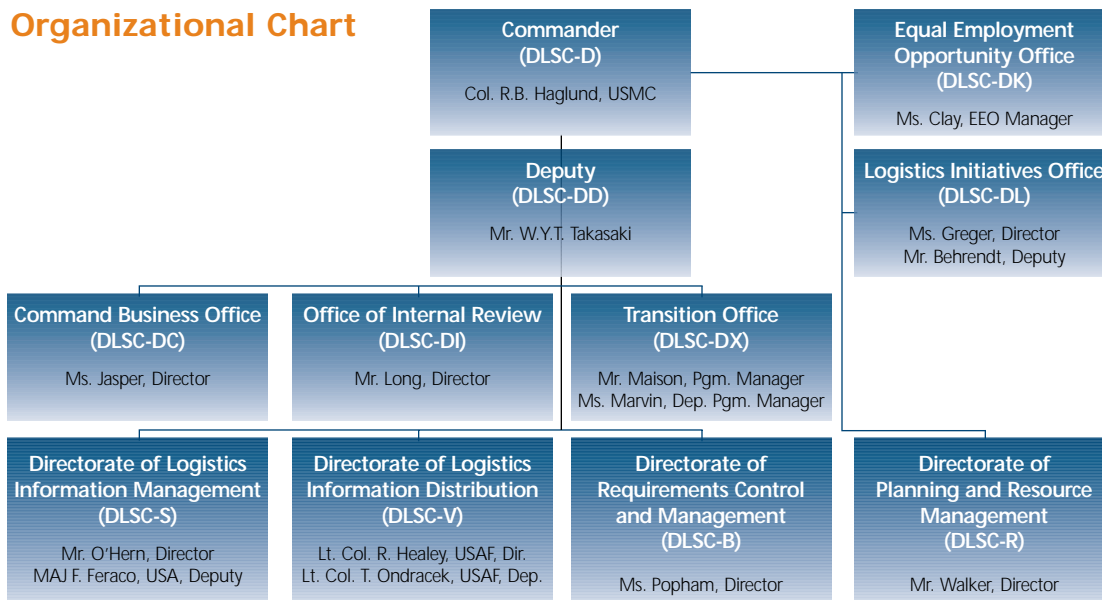 Organizational Chart
Commander
(DLSC-D)
Col. R.B. Haglund, USMC
Equal Employment
Opportunity Office
(DLSC-DK)
Ms. Clay, EEO Manager
Deputy
(DLSC-DD)
Mr. W.Y.T. Takasaki
Logistics Initiatives Office
(DLSC-DL)
Ms. Greger, Director
Mr. Behrendt, Deputy
Command Business Office
(DLSC-DC)
Ms. Jasper, Director
Office of Internal Review
(DLSC-DI)
Mr. Long, Director
Transition Office
(DLSC-DX)
Mr. Maison, Pgm. Manager
Ms. Marvin, Dep. Pgm. Manager
Directorate of Logistics
Information Management
(DLSC-S)
Mr. O'Hern, Director
MAJ F. Feraco, USA, Deputy
Directorate of Logistics
Information Distribution
(DLSC-V)
Lt. Col. R. Healey, USAF, Dir.
Lt. Col. T. Ondracek, USAF, Dep.
Directorate of
Requirements Control
and Management
(DLSC-B)
Ms. Popham, Director
Directorate of
Planning and Resource
Management
(DLSC-R)
Mr. Walker, Director